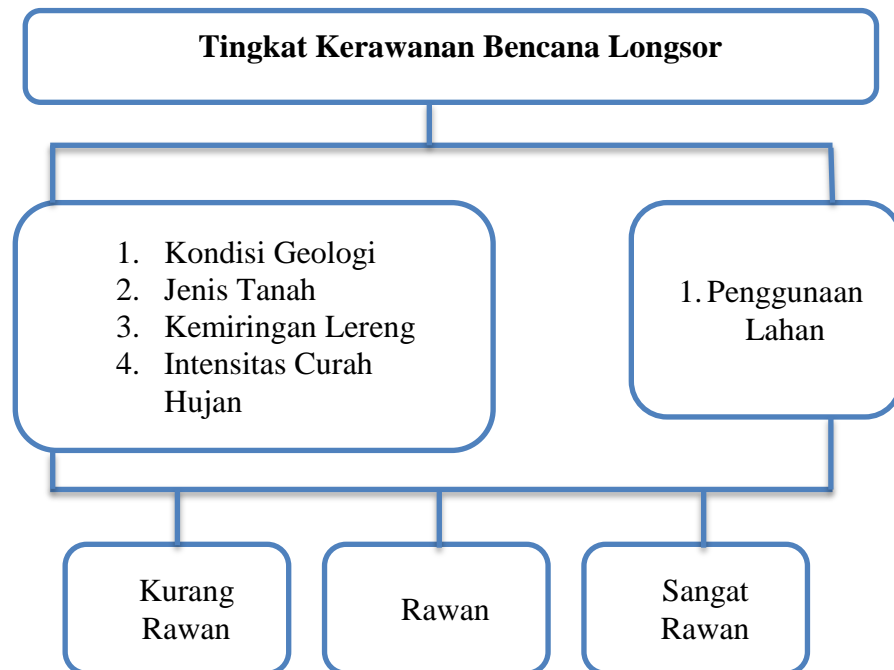 Tingkat Kerawanan Bencana Longsor
1. Kondisi Geologi
2. Jenis Tanah
3. Kemiringan Lereng
4. Intensitas Curah
Hujan
1. Penggunaan
Lahan
Kurang
Rawan
Rawan
Sangat
Rawan